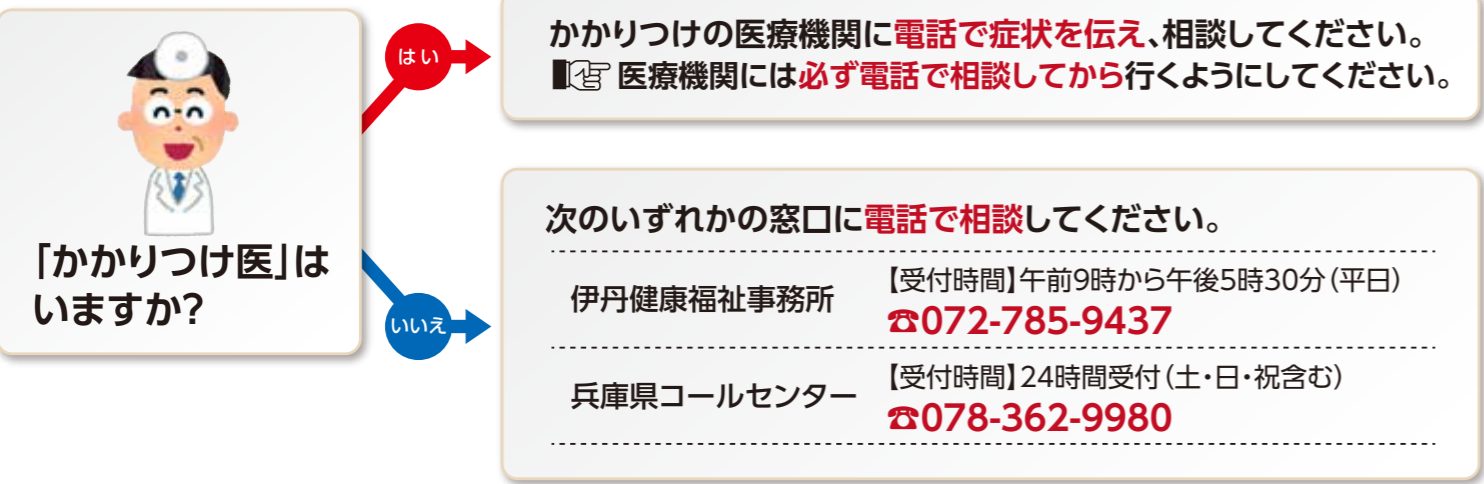 「かかりつけ医」は
いますか?
はい
かかりつけの医療機関に電話で症状を伝え、相談してください。
☞ 医療機関には必ず電話で相談してから行くようにしてください。
いいえ
次のいずれかの窓口に電話で相談してください。
伊丹健康福祉事務所
【受付時間】午前9時から午後5時30分(平日)
☎072-785-9437
兵庫県コールセンター
【受付時間】24時間受付(土・日・祝含む)
☎078-362-9980